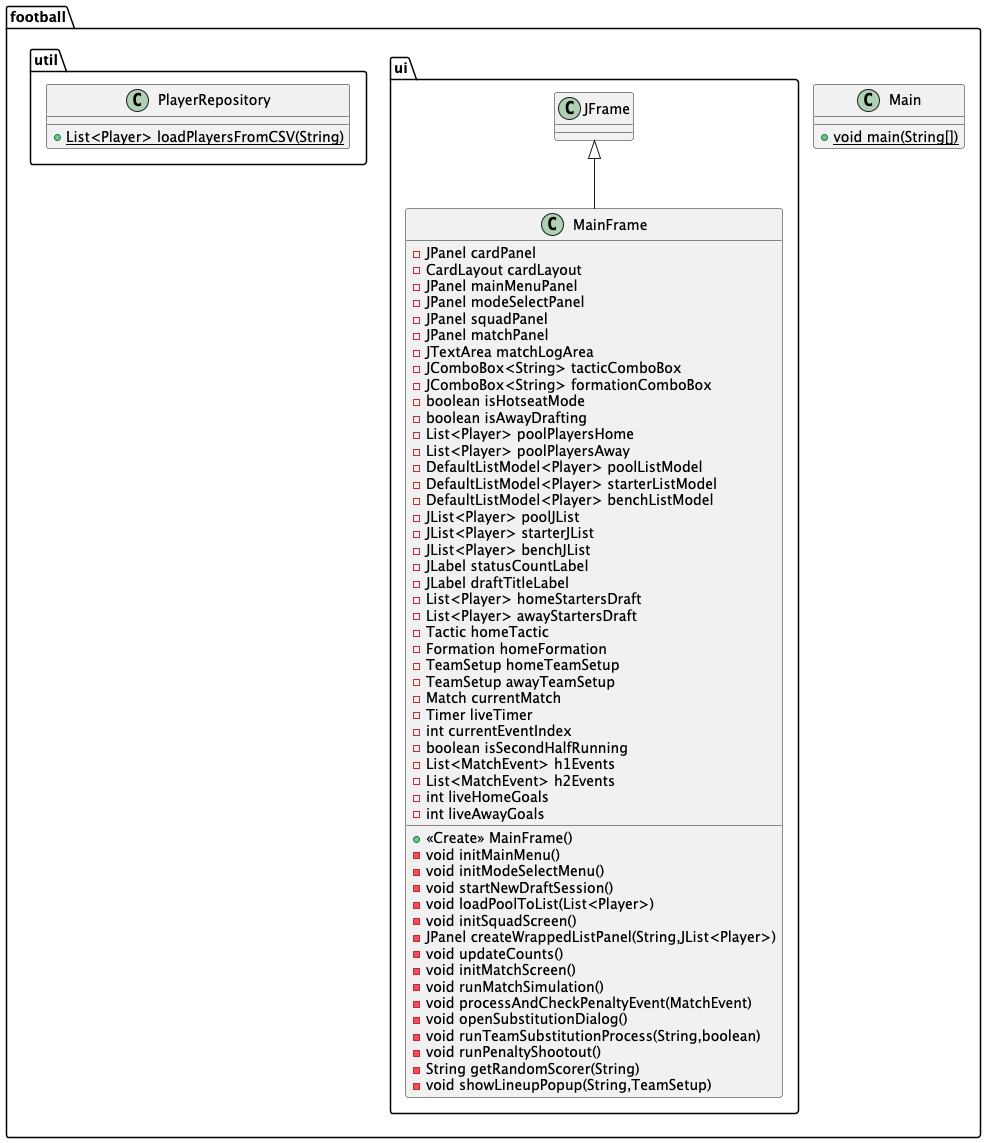 football
util
C PlayerRepository
List<Player> loadPlayersFromCSV(String)
ui
C JFrame
C MainFrame
JPanel cardPanel
CardLayout cardLayout
JPanel mainMenuPanel
JPanel modeSelectPanel
JPanel squadPanel
JPanel matchPanel
JTextArea matchLogArea
JComboBox<String> tacticComboBox
JComboBox<String> formationComboBox
boolean isHotseatMode
boolean isAwayDrafting
List<Player> poolPlayersHome
List<Player> poolPlayersAway
DefaultListModel<Player> poolListModel
DefaultListModel<Player> starterListModel
DefaultListModel<Player> benchListModel
JList<Player> poolJList
JList<Player> starterJList
JList<Player> benchJList
JLabel statusCountLabel
JLabel draftTitleLabel
List<Player> homeStartersDraft
List<Player> awayStartersDraft
Tactic homeTactic
Formation homeFormation
TeamSetup homeTeamSetup
TeamSetup awayTeamSetup
Match currentMatch
Timer liveTimer
int currentEventIndex
boolean isSecondHalfRunning
List<MatchEvent> h1Events
List<MatchEvent> h2Events
int liveHomeGoals
int liveAwayGoals
«Create» MainFrame()
void initMainMenu()
void initModeSelectMenu()
void startNewDraftSession()
void loadPoolToList(List<Player>)
void initSquadScreen()
JPanel createWrappedListPanel(String,JList<Player>)
void updateCounts()
void initMatchScreen()
void runMatchSimulation()
void processAndCheckPenaltyEvent(MatchEvent)
void openSubstitutionDialog()
void runTeamSubstitutionProcess(String,boolean)
void runPenaltyShootout()
String getRandomScorer(String)
void showLineupPopup(String,TeamSetup)
C Main
void main(String[])